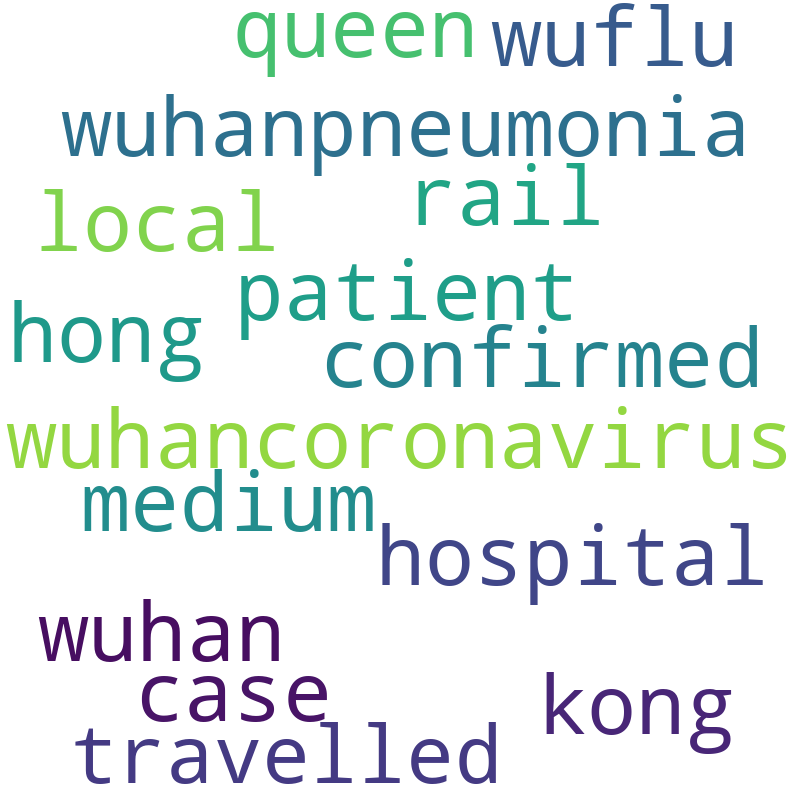 queen wuflu
wuhanpneumonia
rail
local
patient
hong
confirmed
wuhancoronavirus
medium
hospital
wuhan
case
kong
travelled